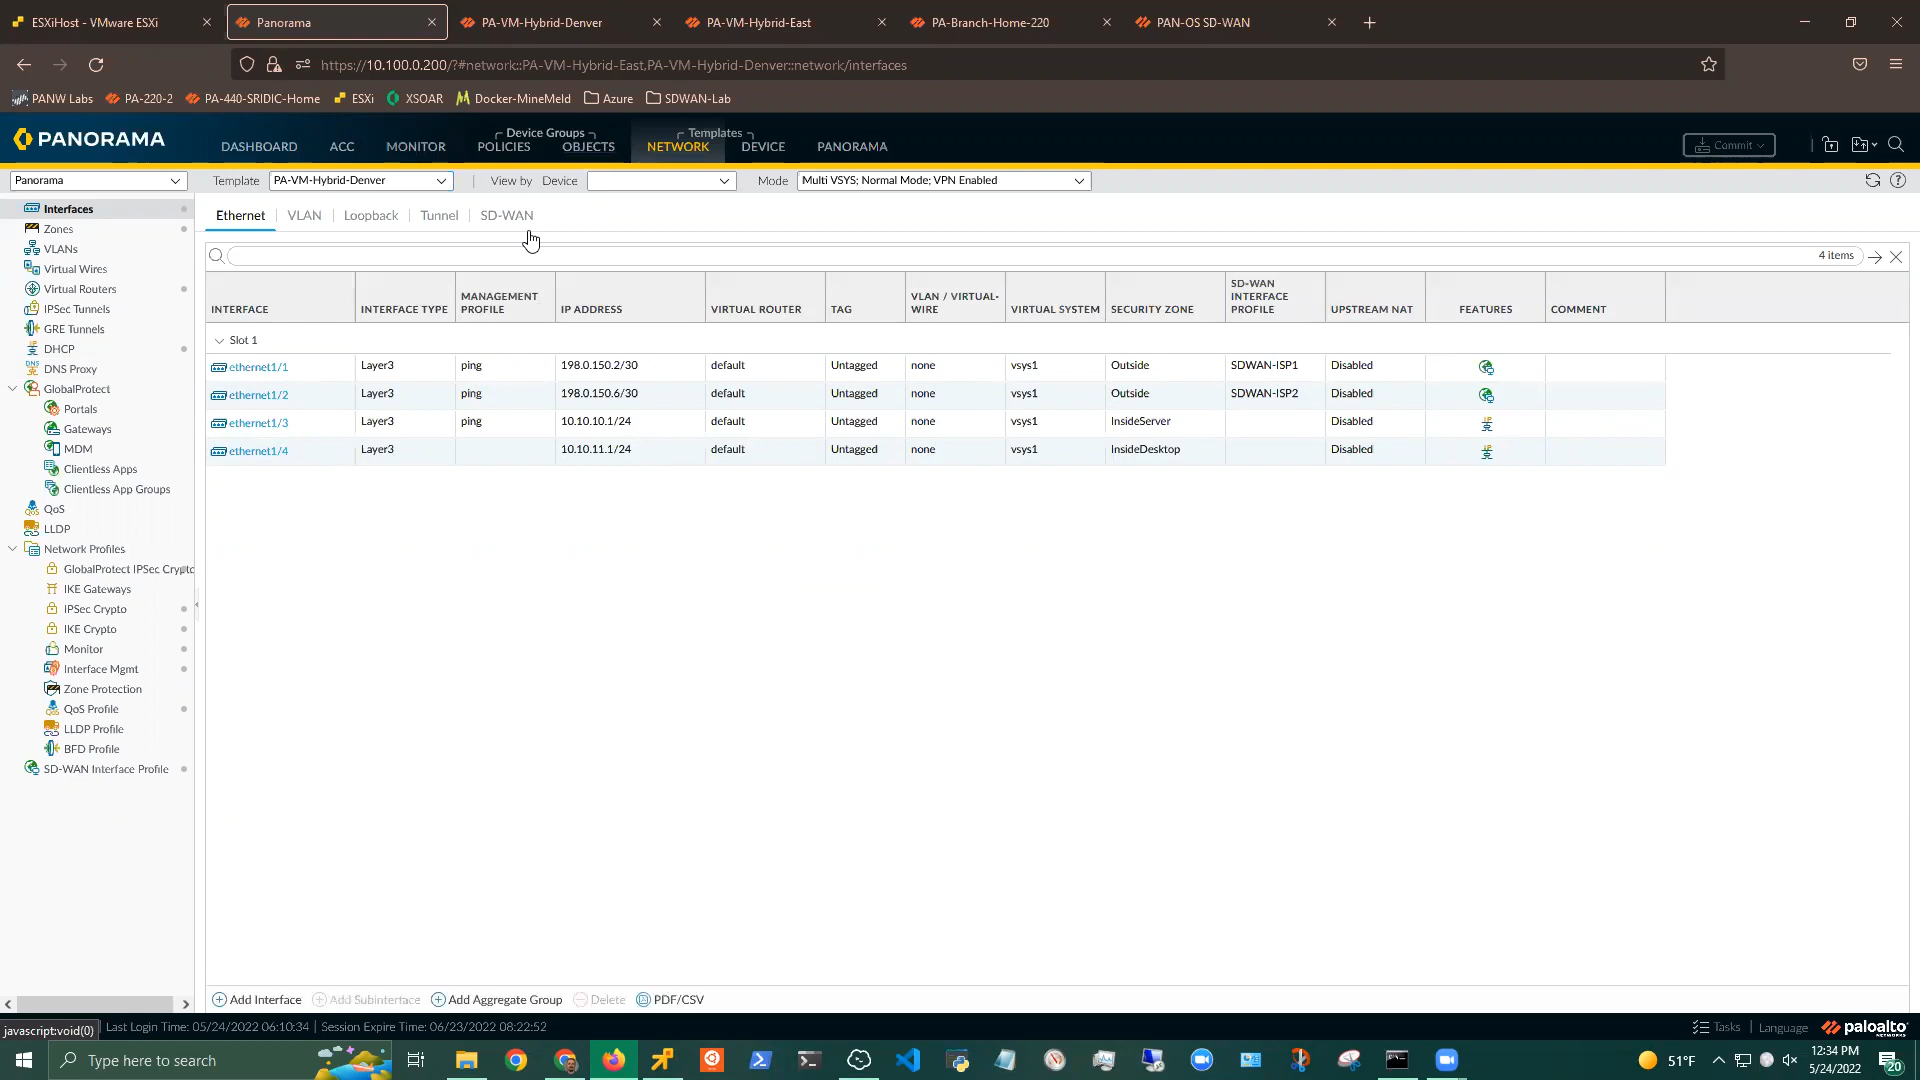 ESXiHost - VMware ESXi
Panorama
PA-VM-Hybrid-Denver
PA-VM-Hybrid-East
PA-Branch-Home-220
PAN-OS SD-WAN
https://10.100.0.200/?#network::PA-VM-Hybrid-East,PA-VM-Hybrid-Denver::network/interfaces
PANW Labs
PA-220-2
PA-440-SRIDIC-Home
ESXi
XSOAR
Docker-MineMeld
Azure
SDWAN-Lab
PANORAMA
DASHBOARD
ACC
MONITOR
Device Groups
POLICIES
OBJECTS
Templates
NETWORK
DEVICE
PANORAMA
Commit
Panorama
Template
PA-VM-Hybrid-Denver
View by
Device
Mode
Multi VSYS; Normal Mode; VPN Enabled
Interfaces
Zones
VLANs
Virtual Wires
Virtual Routers
IPSec Tunnels
GRE Tunnels
DHCP
DNS Proxy
GlobalProtect
Portals
Gateways
MDM
Clientless Apps
Clientless App Groups
QoS
LLDP
Network Profiles
GlobalProtect IPSec Crypto
IKE Gateways
IPSec Crypto
IKE Crypto
Monitor
Interface Mgmt
Zone Protection
QoS Profile
LLDP Profile
BFD Profile
SD-WAN Interface Profile
Ethernet
VLAN
Loopback
Tunnel
SD-WAN
4 items
INTERFACE
INTERFACE TYPE
MANAGEMENT
PROFILE
IP ADDRESS
VIRTUAL ROUTER
TAG
VLAN / VIRTUAL-
WIRE
VIRTUAL SYSTEM
SECURITY ZONE
SD-WAN
INTERFACE
PROFILE
UPSTREAM NAT
FEATURES
COMMENT
Slot 1
ethernet1/1 Layer3 ping 198.0.150.2/30 default Untagged none vsys1 Outside SDWAN-ISP1 Disabled
ethernet1/2 Layer3 ping 198.0.150.6/30 default Untagged none vsys1 Outside SDWAN-ISP2 Disabled
ethernet1/3 Layer3 ping 10.10.10.1/24 default Untagged none vsys1 InsideServer Disabled
ethernet1/4 Layer3 10.10.11.1/24 default Untagged none vsys1 InsideDesktop Disabled
Add Interface
Add Subinterface
Add Aggregate Group
Delete
PDF/CSV
javascript:void(0)
Last Login Time: 05/24/2022 06:10:34
Session Expire Time: 06/23/2022 08:22:52
Tasks
Language
paloalto
NETWORKS
Type here to search
51°F
12:34 PM
5/24/2022
20